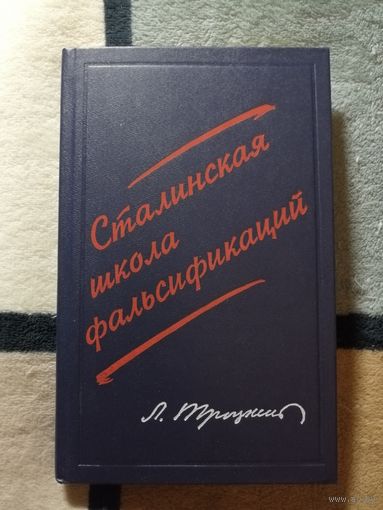 Сталинская
школа
фальсификаций
Л. Троцкий